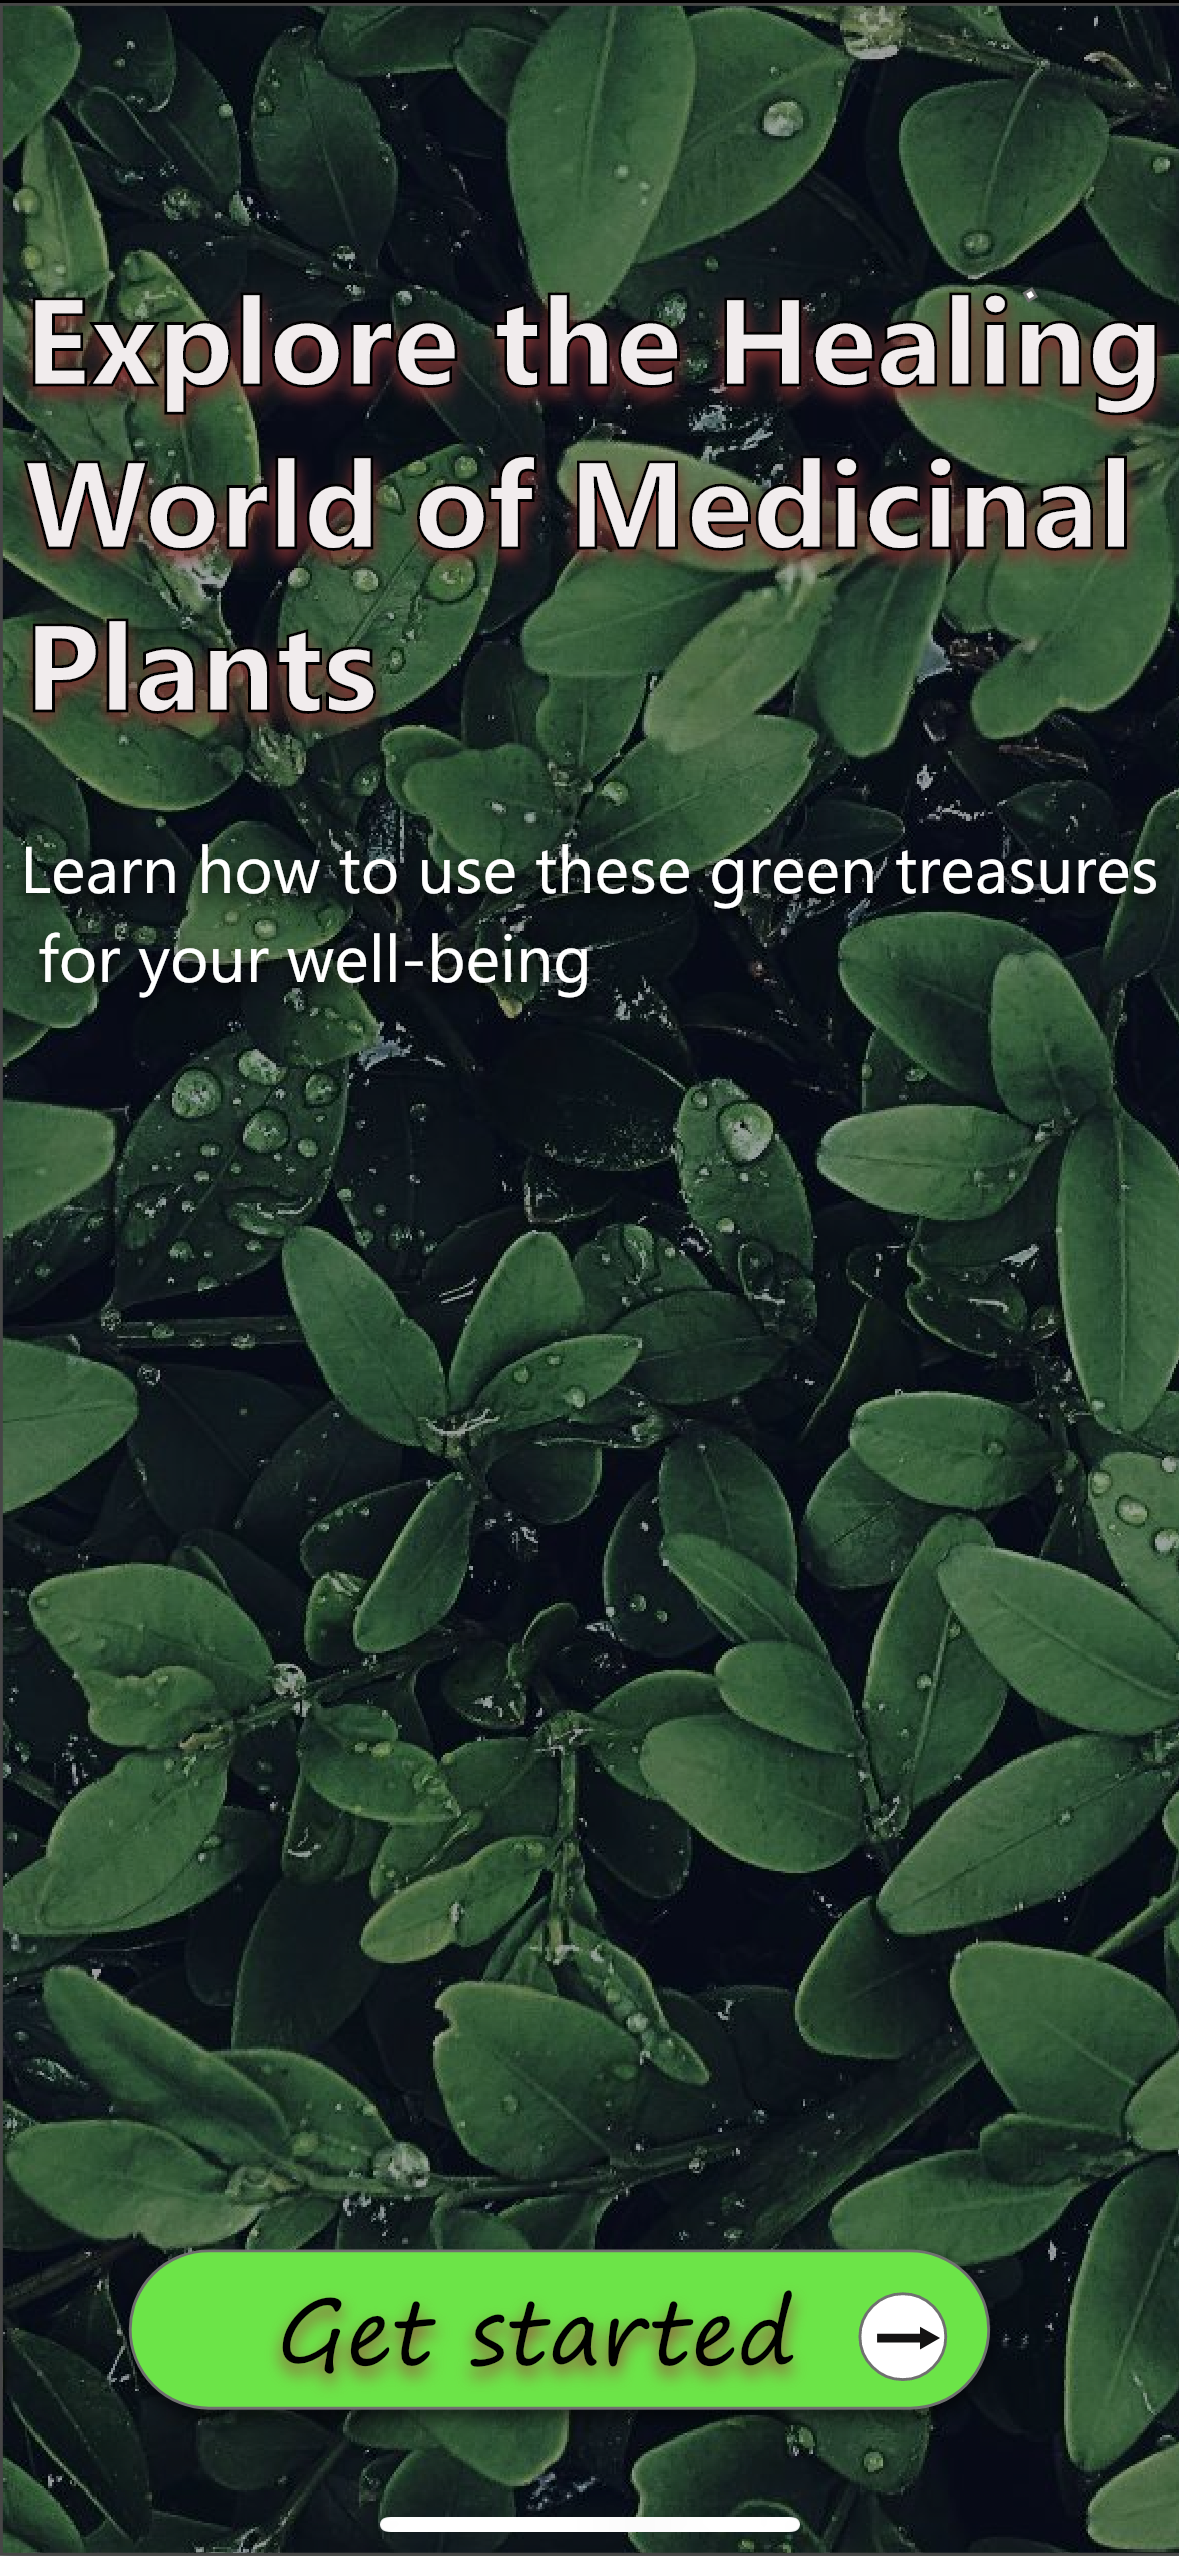 Explore the Healing
World of Medicinal
Plants
Learn how to use these green treasures
for your well-being
Get started